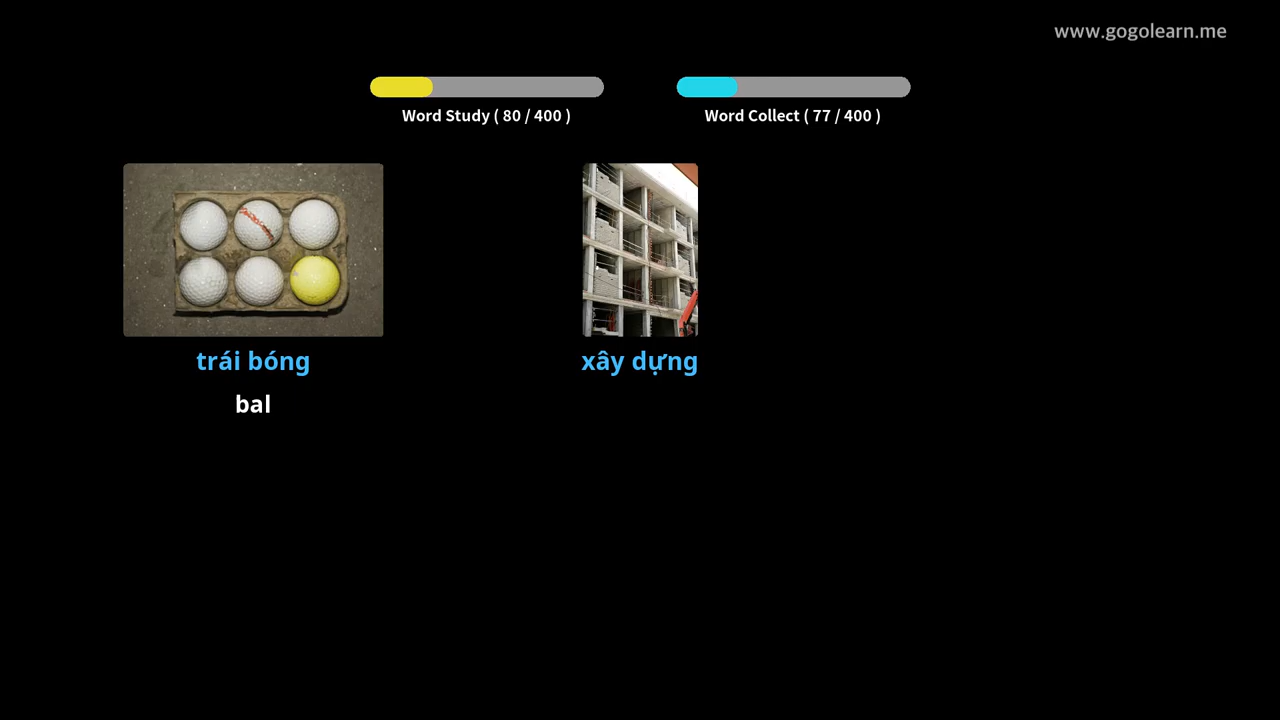 www.gogolearn.me
Word Study ( 80 / 400 )
Word Collect ( 77 / 400 )
trái bóng
xây dựng
bal